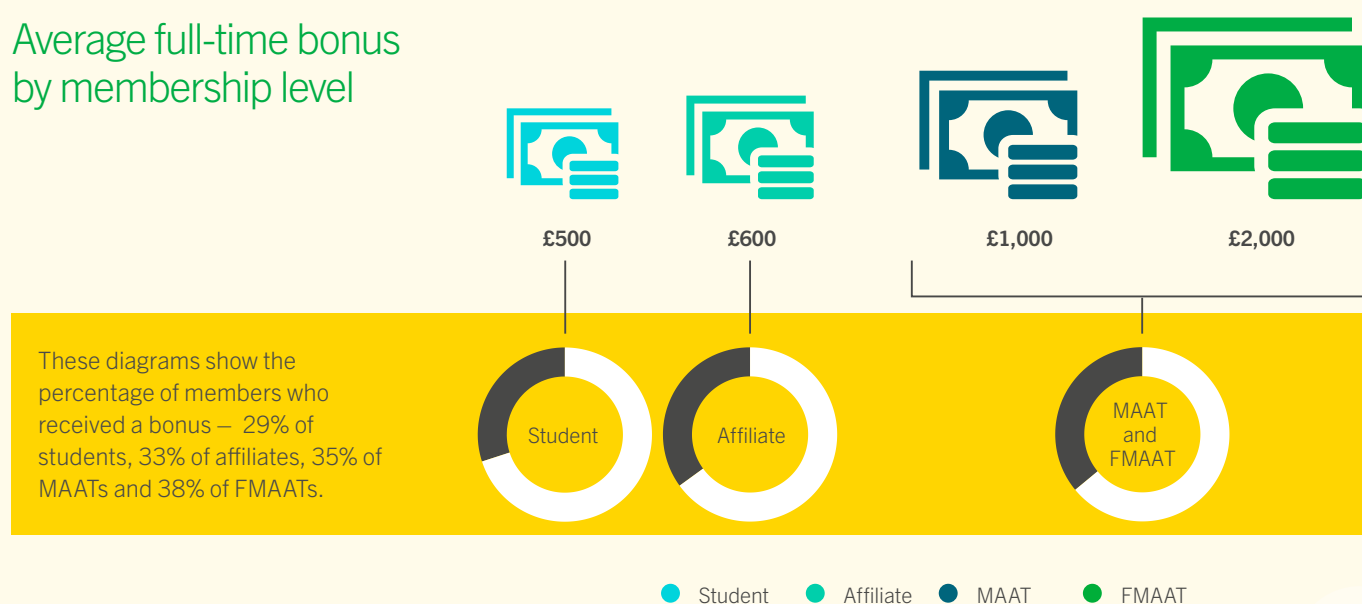 Average full-time bonus
by membership level
£500
£600
£1,000
£2,000
These diagrams show the
percentage of members who
received a bonus –  29% of
students, 33% of affiliates, 35% of
MAATs and 38% of FMAATs.
Student
Affiliate
MAAT
and
FMAAT
Student
Affiliate
MAAT
FMAAT